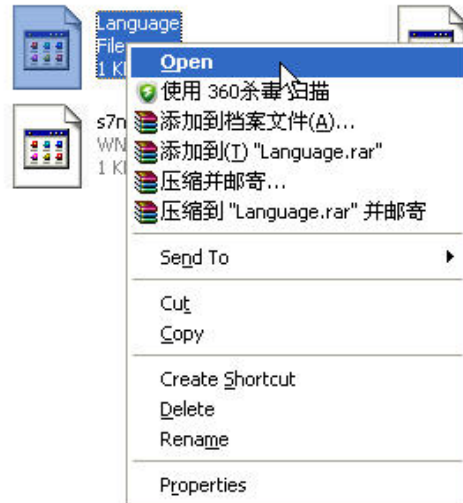 Language
File
1 K
Open
使用 360杀毒 扫描
s7n
WN
1 K
添加到档案文件(A)...
添加到(T) "Language.rar"
压缩并邮寄...
压缩到 "Language.rar" 并邮寄
Send To
Cut
Copy
Create Shortcut
Delete
Rename
Properties